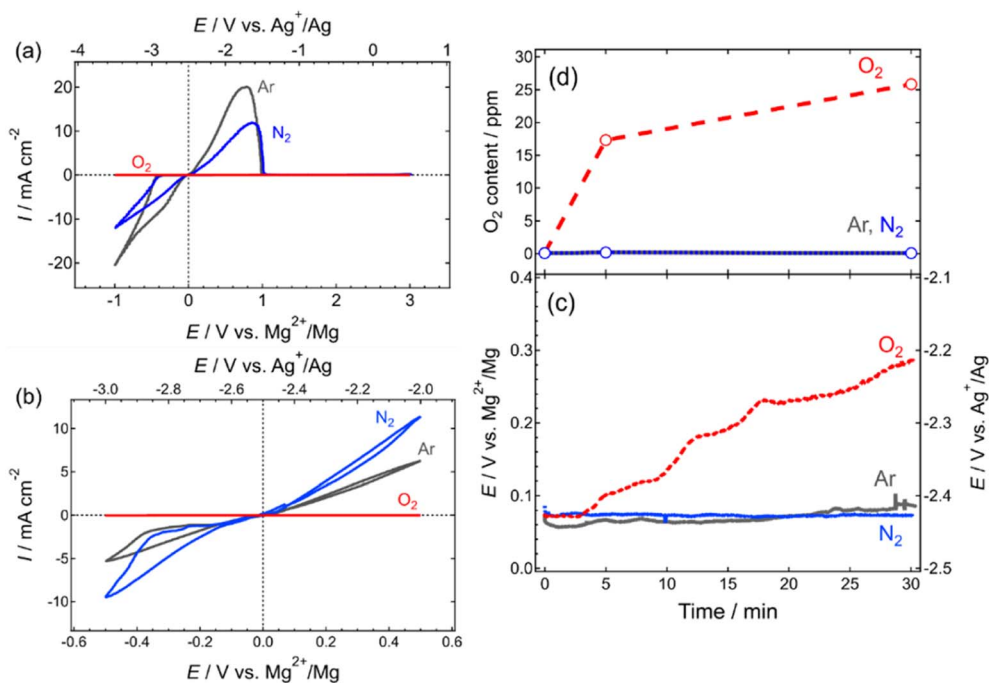 E / V vs. Ag⁺/Ag
-4 -3 -2 -1 0 1
(a)
Ar
N₂
O₂
I / mA cm⁻²
20
10
0
-10
-20
-1 0 1 2 3
E / V vs. Mg²⁺/Mg
E / V vs. Ag⁺/Ag
-3.0 -2.8 -2.6 -2.4 -2.2 -2.0
(b)
N₂
Ar
O₂
I / mA cm⁻²
10
5
0
-5
-10
-0.6 -0.4 -0.2 0.0 0.2 0.4 0.6
E / V vs. Mg²⁺/Mg
(d)
O₂
Ar, N₂
O₂ content / ppm
30
25
20
15
10
5
0
(c)
O₂
Ar
N₂
E / V vs. Mg²⁺/Mg
0.4
0.3
0.2
0.1
0.0
E / V vs. Ag⁺/Ag
-2.1
-2.2
-2.3
-2.4
-2.5
0 5 10 15 20 25 30
Time / min